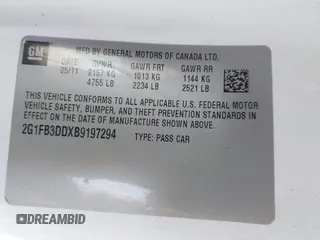 GM
MFD BY GENERAL MOTORS OF CANADA LTD.
DATE GVWR GAWR FRT GAWR RR
05/11 2157 KG 1013 KG 1144 KG
4755 LB 2234 LB 2521 LB
THIS VEHICLE CONFORMS TO ALL APPLICABLE U.S. FEDERAL MOTOR
VEHICLE SAFETY, BUMPER, AND THEFT PREVENTION STANDARDS IN
EFFECT ON THE DATE OF MANUFACTURE SHOWN ABOVE.
2G1FB3DDXB9197294 TYPE: PASS CAR